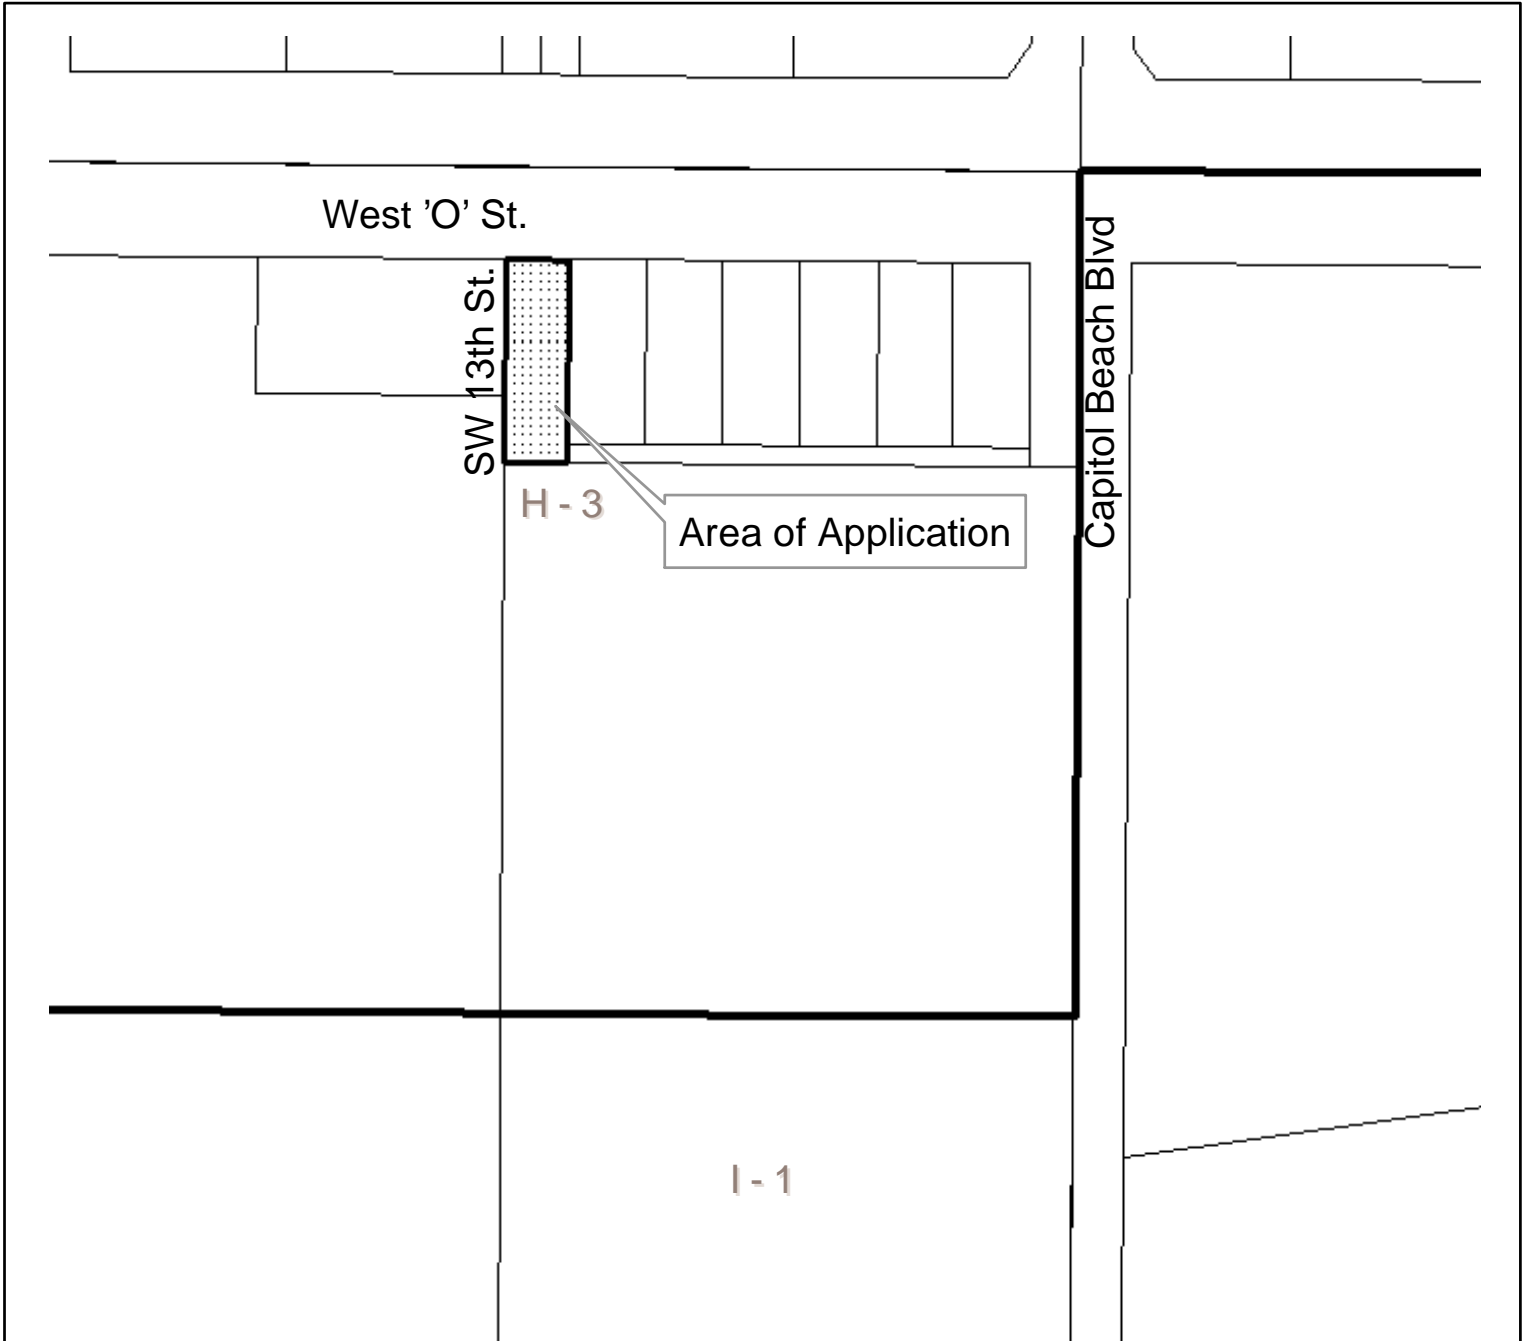 West 'O' St.
SW 13th St.
Capitol Beach Blvd
H - 3
Area of Application
I - 1